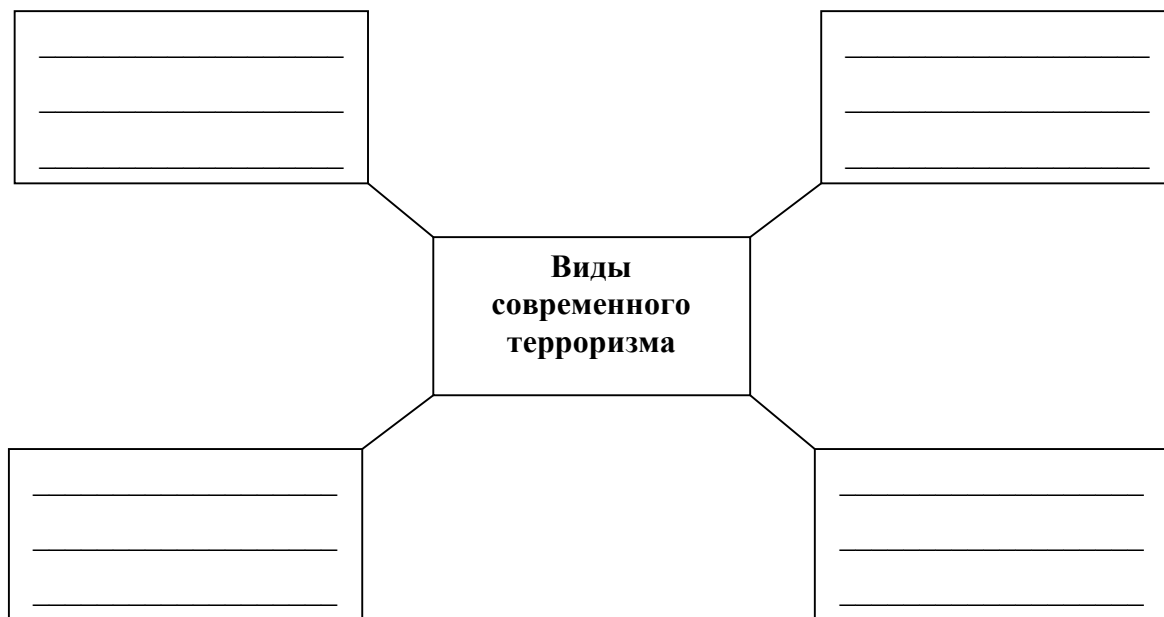 Виды
современного
терроризма